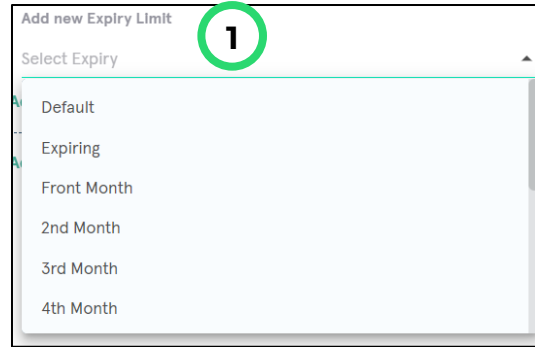 Add new Expiry Limit
1
Select Expiry
A
Default
Expiring
A
Front Month
2nd Month
3rd Month
4th Month